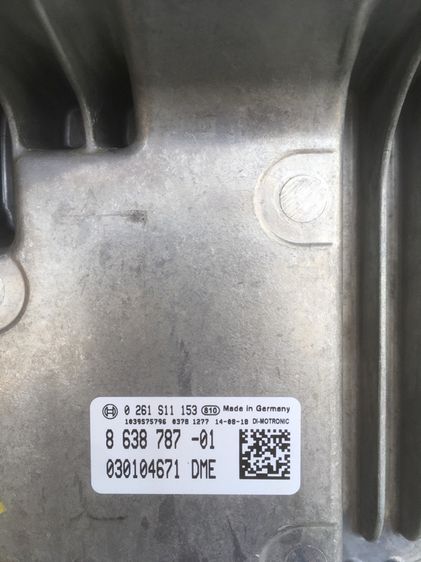 0 261 S11 153 810 Made in Germany
1039S75796 0378 1277 14-08-18 DI-MOTRONIC
8 638 787 -01
030104671 DME